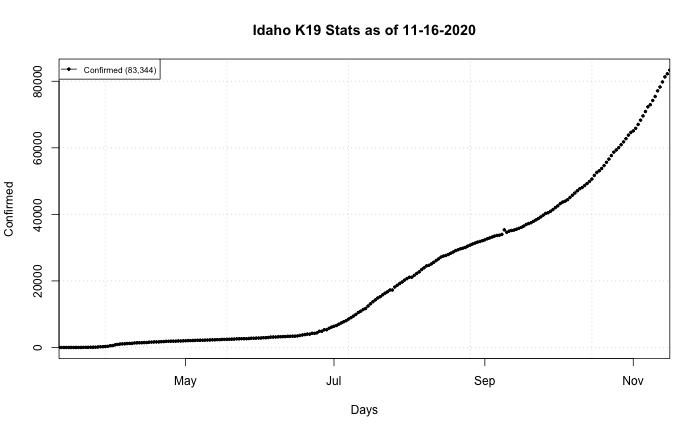 Idaho K19 Stats as of 11-16-2020
Confirmed (83,344)
80000
60000
40000
20000
0
Confirmed
May Jul Sep Nov
Days